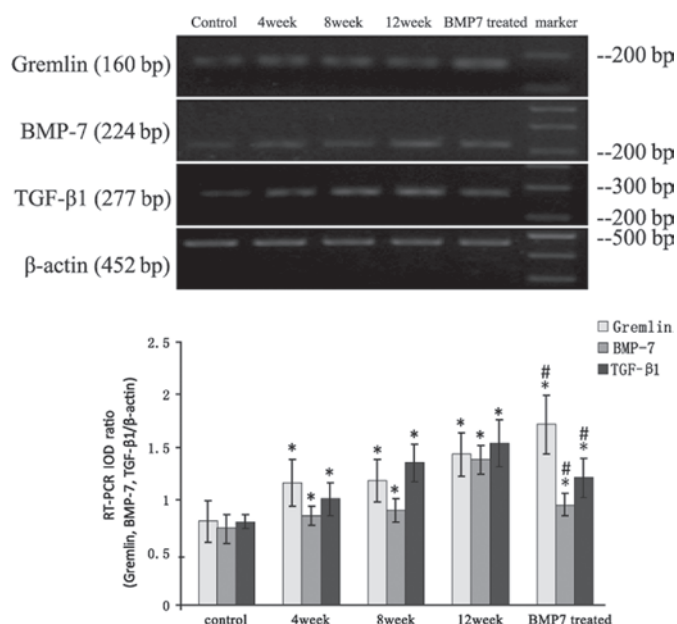 Control 4week 8week 12week BMP7 treated marker
Gremlin (160 bp) --200 bp
BMP-7 (224 bp) --200 bp
TGF-β1 (277 bp) --300 bp
--200 bp
β-actin (452 bp) --500 bp
Gremlin
BMP-7
TGF-β1
RT-PCR IOD ratio
(Gremlin, BMP-7, TGF-β1/β-actin)
2.5
2
1.5
1
0.5
0
* * *
* * *
* * *
# * # * # *
control 4week 8week 12week BMP7 treated